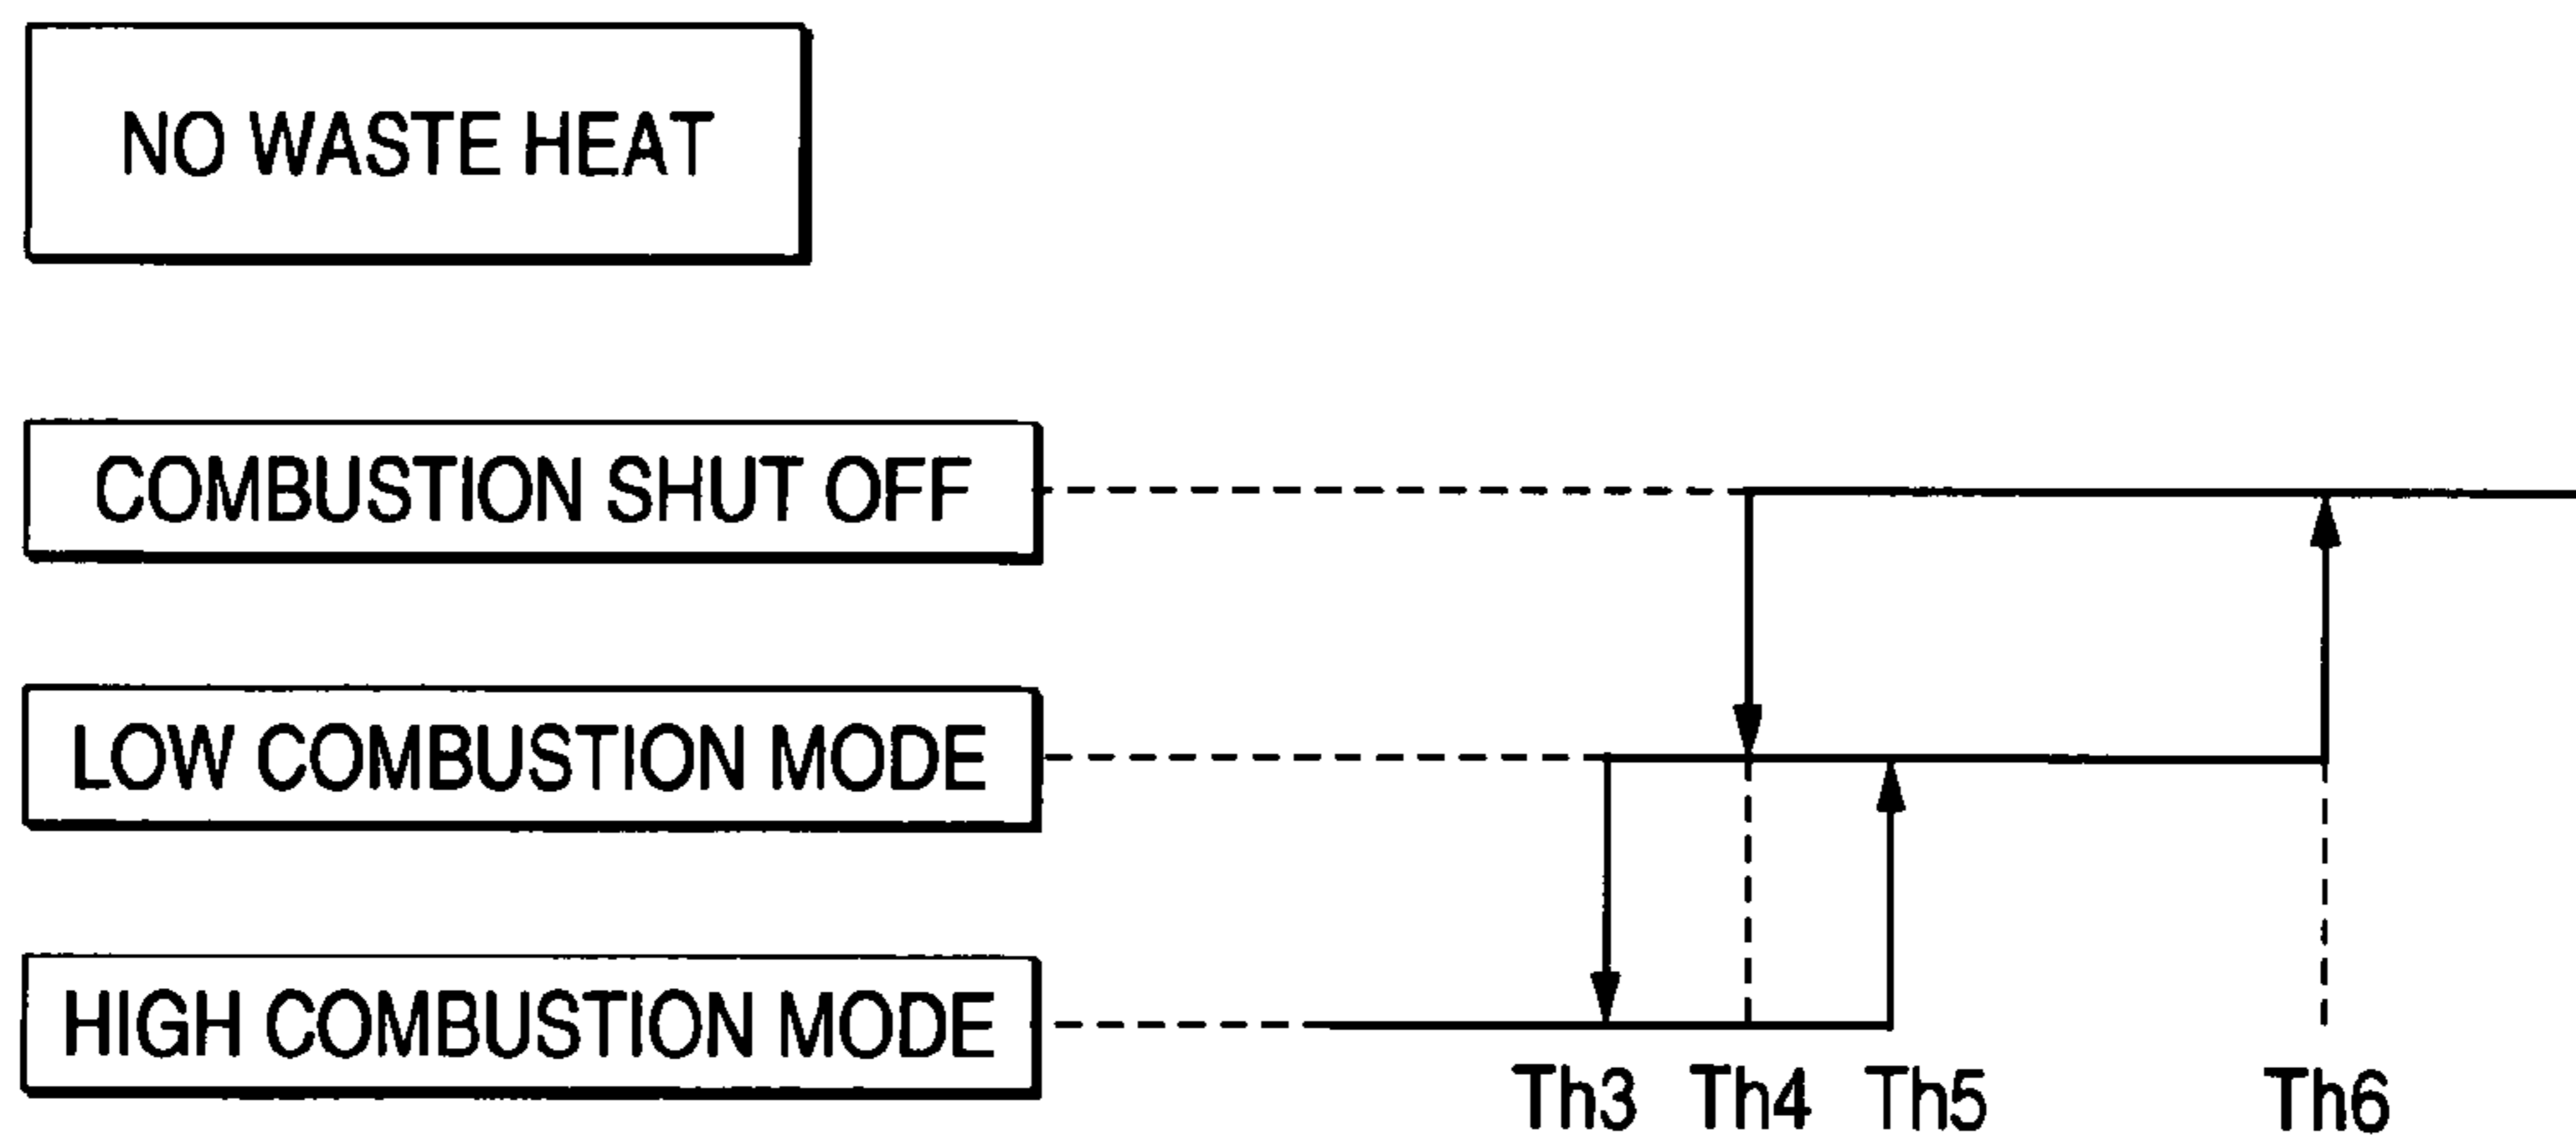 NO WASTE HEAT
COMBUSTION SHUT OFF
LOW COMBUSTION MODE
HIGH COMBUSTION MODE
Th3 Th4 Th5 Th6